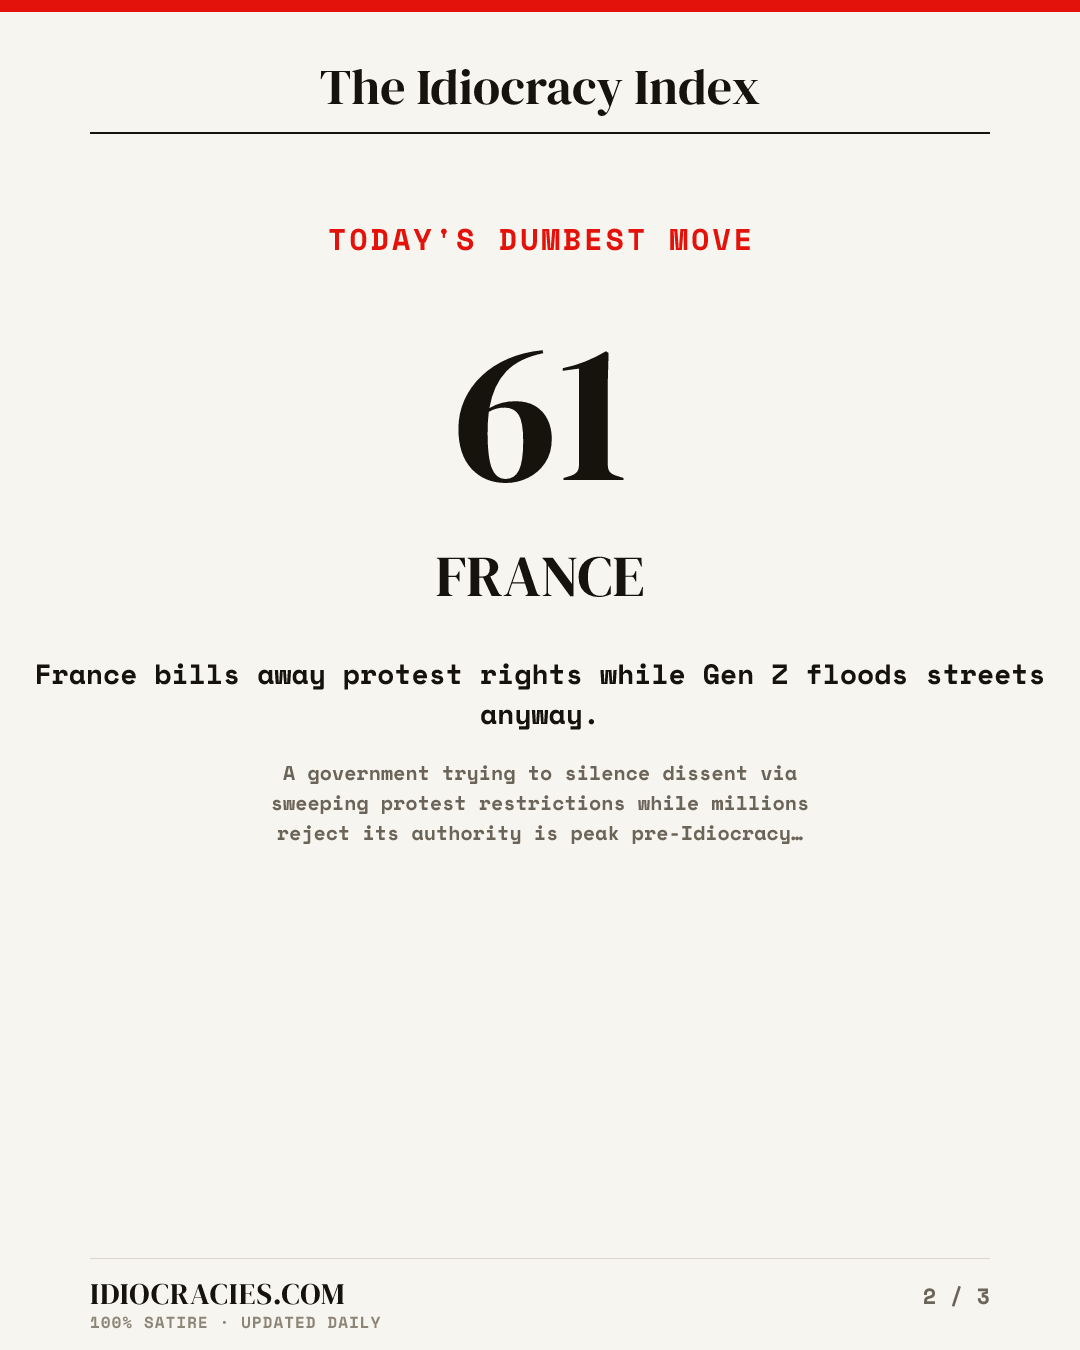 The Idiocracy Index
TODAY'S DUMBEST MOVE
61
FRANCE
France bills away protest rights while Gen Z floods streets
anyway.
A government trying to silence dissent via
sweeping protest restrictions while millions
reject its authority is peak pre-Idiocracy…
IDIOCRACIES.COM
2 / 3
100% SATIRE · UPDATED DAILY